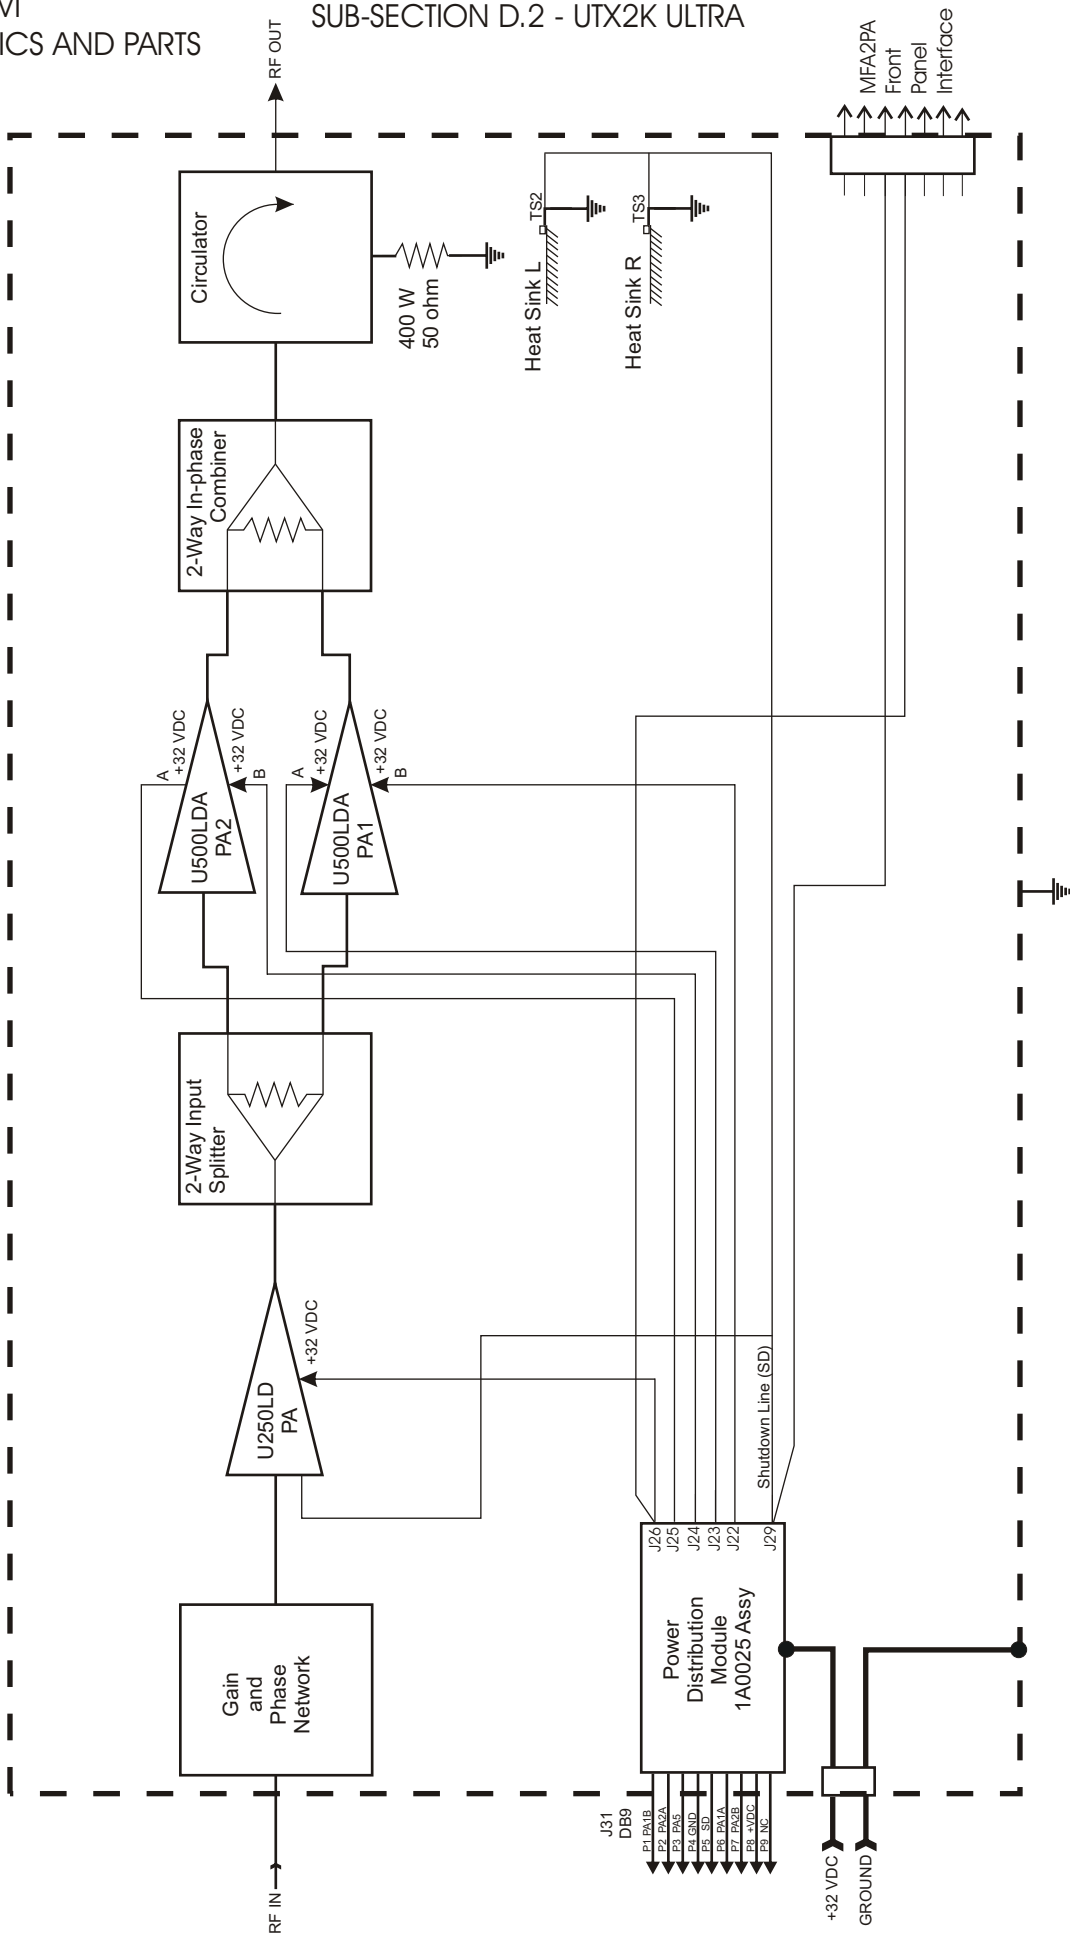 VI
ICS AND PARTS
SUB-SECTION D.2 - UTX2K ULTRA
RF OUT
MFA2PA
Front
Panel
Interface
Circulator
400 W
50 ohm
TS2
Heat Sink L
TS3
Heat Sink R
2-Way In-phase
Combiner
A
+32 VDC
+32 VDC
B
U500LDA
PA2
A
+32 VDC
+32 VDC
B
U500LDA
PA1
2-Way Input
Splitter
+32 VDC
U250LD
PA
Shutdown Line (SD)
J26
J25
J24
J23
J22
J29
Gain
and
Phase
Network
Power
Distribution
Module
1A0025 Assy
J31
DB9
P1 PA1B
P2 PA2A
P3 PA5
P4 GND
P5 SD
P6 PA1A
P7 PA2B
P8 +VDC
P9 NC
RF IN
+32 VDC
GROUND